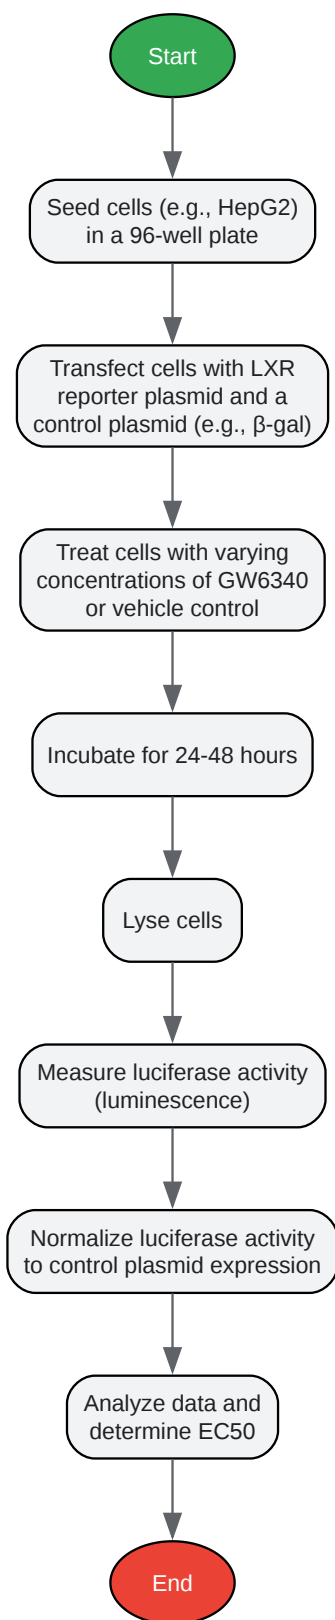 Start
Seed cells (e.g., HepG2)
in a 96-well plate
Transfect cells with LXR
reporter plasmid and a
control plasmid (e.g., β-gal)
Treat cells with varying
concentrations of GW6340
or vehicle control
Incubate for 24-48 hours
Lyse cells
Measure luciferase activity
(luminescence)
Normalize luciferase activity
to control plasmid expression
Analyze data and
determine EC50
End